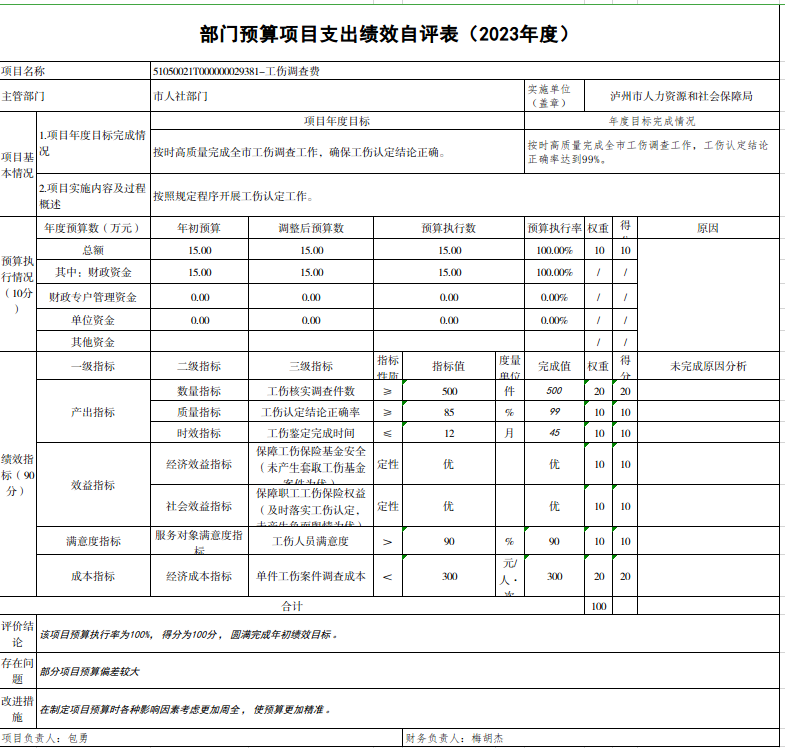 部门预算项目支出绩效自评表（2023年度）
项目名称 51050021T000000029381-工伤调查费
主管部门 市人社部门 实施单位（盖章） 泸州市人力资源和社会保障局
项目基本情况 1.项目年度目标完成情况 项目年度目标 年度目标完成情况
按时高质量完成全市工伤调查工作，确保工伤认定结论正确。 按时高质量完成全市工伤调查工作，工伤认定结论正确率达到99%。
2.项目实施内容及过程概述 按照规定程序开展工伤认定工作。
预算执行情况（10分） 年度预算数（万元） 年初预算 调整后预算数 预算执行数 预算执行率 权重 得 原因
总额 15.00 15.00 15.00 100.00% 10 10
其中：财政资金 15.00 15.00 15.00 100.00% / /
财政专户管理资金 0.00 0.00 0.00 0.00% / /
单位资金 0.00 0.00 0.00 0.00% / /
其他资金 / /
绩效指标（90分） 一级指标 二级指标 三级指标 指标性质 指标值 度量单位 完成值 权重 得分 未完成原因分析
产出指标 数量指标 工伤核实调查件数 ≥ 500 件 500 20 20
质量指标 工伤认定结论正确率 ≥ 85 % 99 10 10
时效指标 工伤鉴定完成时间 ≤ 12 月 45 10 10
效益指标 经济效益指标 保障工伤保险基金安全（未产生套取工伤基金案件为优） 定性 优 优 10 10
社会效益指标 保障职工工伤保险权益（及时落实工伤认定，未产生负面舆情为优） 定性 优 优 10 10
满意度指标 服务对象满意度指标 工伤人员满意度 ＞ 90 % 90 10 10
成本指标 经济成本指标 单件工伤案件调查成本 ＜ 300 元/人·次 300 20 20
合计 100
评价结论 该项目预算执行率为100%，得分为100分，圆满完成年初绩效目标。
存在问题 部分项目预算偏差较大
改进措施 在制定项目预算时各种影响因素考虑更加周全，使预算更加精准。
项目负责人：包勇 财务负责人：梅胡杰